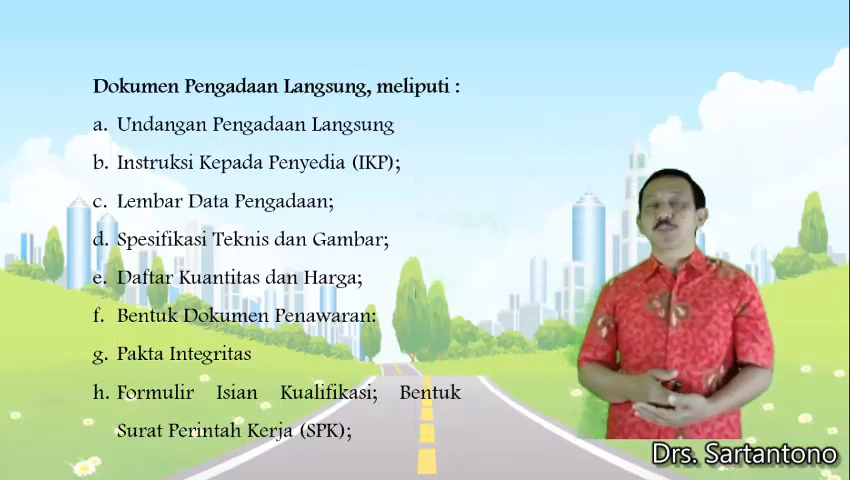 Dokumen Pengadaan Langsung, meliputi :
a. Undangan Pengadaan Langsung
b. Instruksi Kepada Penyedia (IKP);
c. Lembar Data Pengadaan;
d. Spesifikasi Teknis dan Gambar;
e. Daftar Kuantitas dan Harga;
f. Bentuk Dokumen Penawaran:
g. Pakta Integritas
h. Formulir Isian Kualifikasi; Bentuk
Surat Perintah Kerja (SPK);
Drs. Sartantono